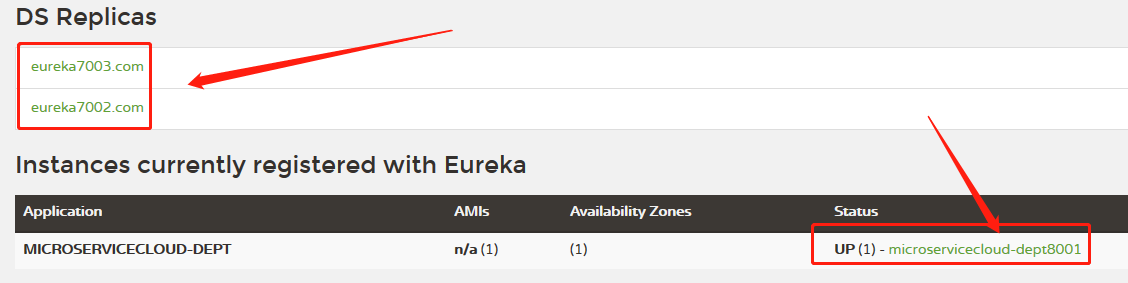 DS Replicas
eureka7003.com
eureka7002.com
Instances currently registered with Eureka
Application AMIs Availability Zones Status
MICROSERVICECLOUD-DEPT n/a (1) (1) UP (1) - microservicecloud-dept8001